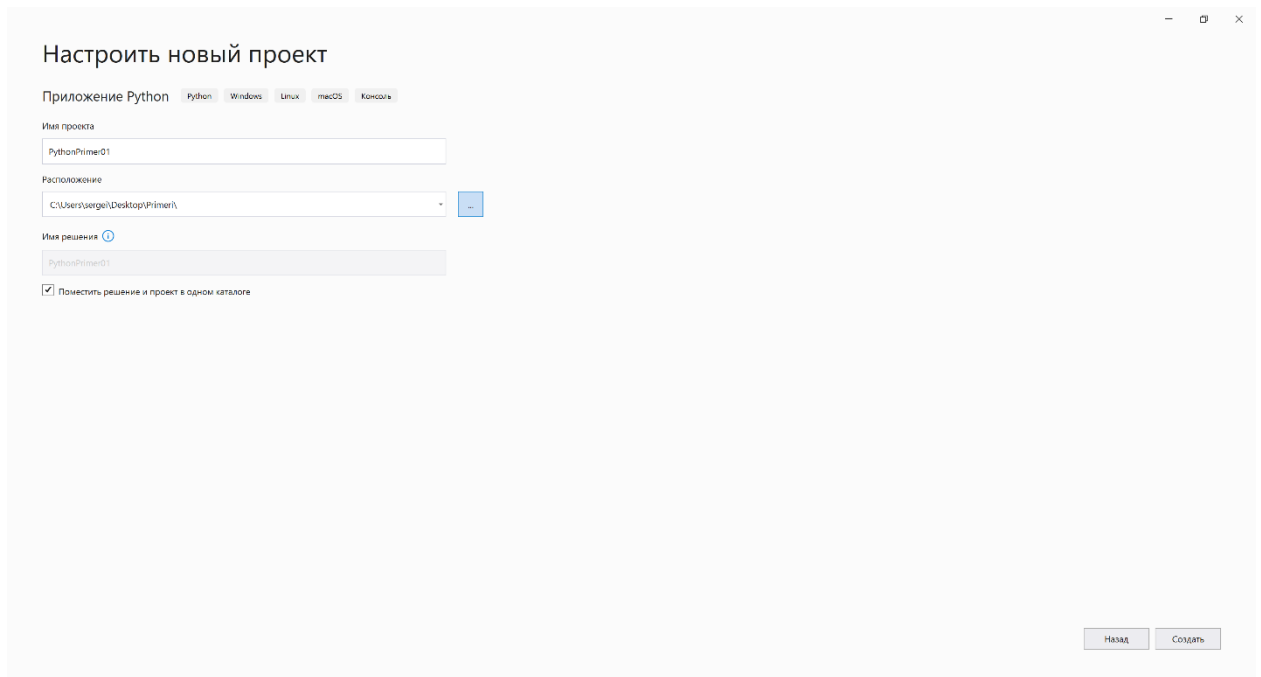 Настроить новый проект
Приложение Python Python Windows Linux macOS Консоль
Имя проекта
PythonPrimer01
Расположение
C:\Users\sergei\Desktop\Primeri\
...
Имя решения
PythonPrimer01
Поместить решение и проект в одном каталоге
Назад Создать